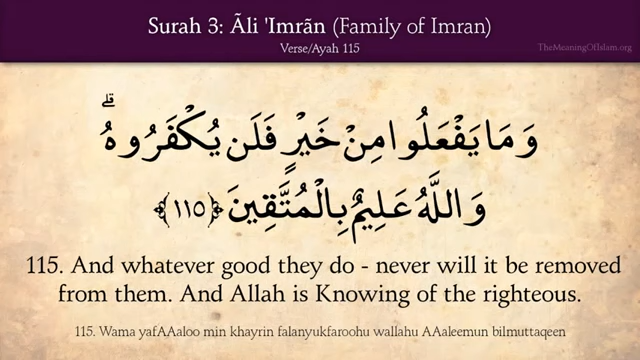 Surah 3: Ãli 'Imrãn (Family of Imran)
Verse/Ayah 115
TheMeaningOfIslam.org
وَمَا يَفْعَلُوا مِنْ خَيْرٍ فَلَن يُكْفَرُوهُ ۗ
وَاللَّهُ عَلِيمٌ بِالْمُتَّقِينَ ﴿١١٥﴾
115. And whatever good they do - never will it be removed
from them. And Allah is Knowing of the righteous.
115. Wama yafAAaloo min khayrin falanyukfaroohu wallahu AAaleemun bilmuttaqeen